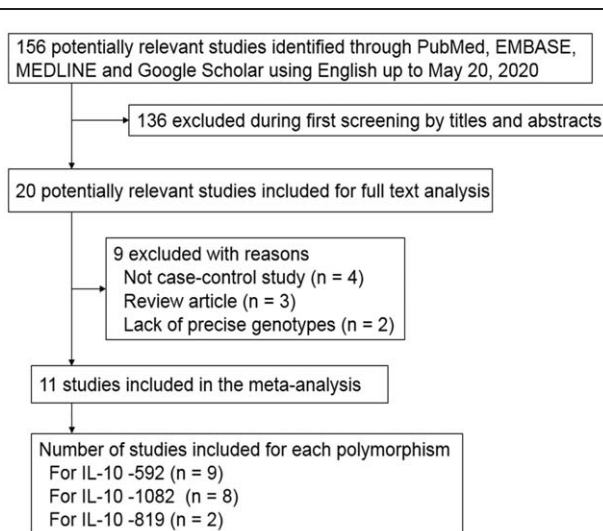 156 potentially relevant studies identified through PubMed, EMBASE,
MEDLINE and Google Scholar using English up to May 20, 2020
136 excluded during first screening by titles and abstracts
20 potentially relevant studies included for full text analysis
9 excluded with reasons
Not case-control study (n = 4)
Review article (n = 3)
Lack of precise genotypes (n = 2)
11 studies included in the meta-analysis
Number of studies included for each polymorphism
For IL-10 -592 (n = 9)
For IL-10 -1082 (n = 8)
For IL-10 -819 (n = 2)